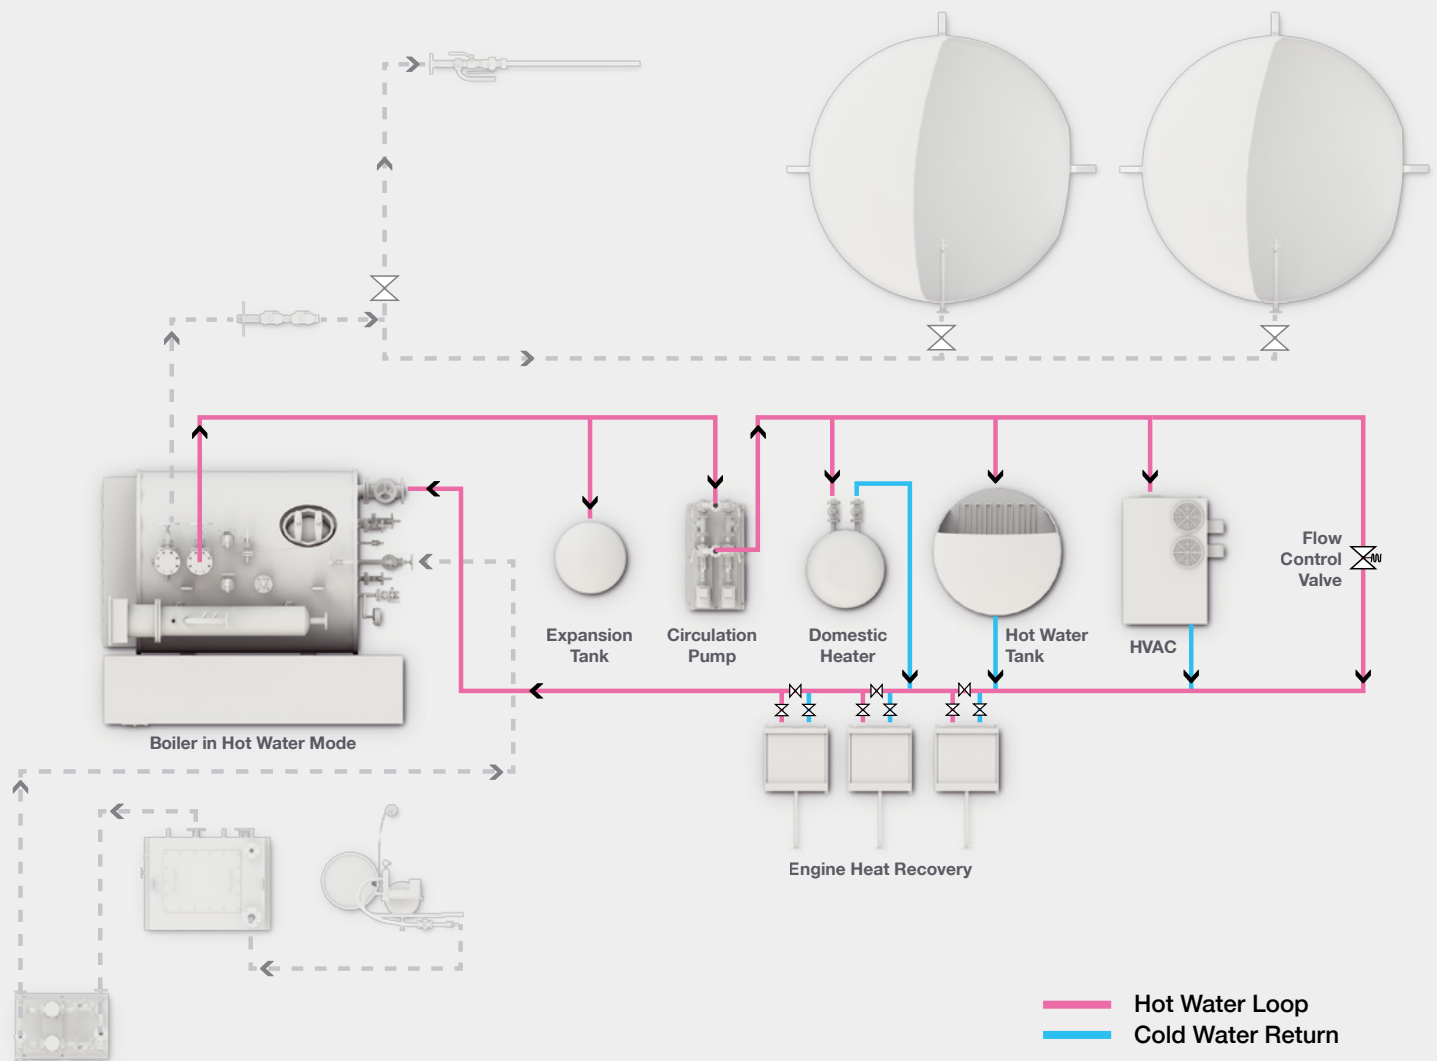 Flow
Control
Valve
Expansion
Tank
Circulation
Pump
Domestic
Heater
Hot Water
Tank
HVAC
Boiler in Hot Water Mode
Engine Heat Recovery
Hot Water Loop
Cold Water Return